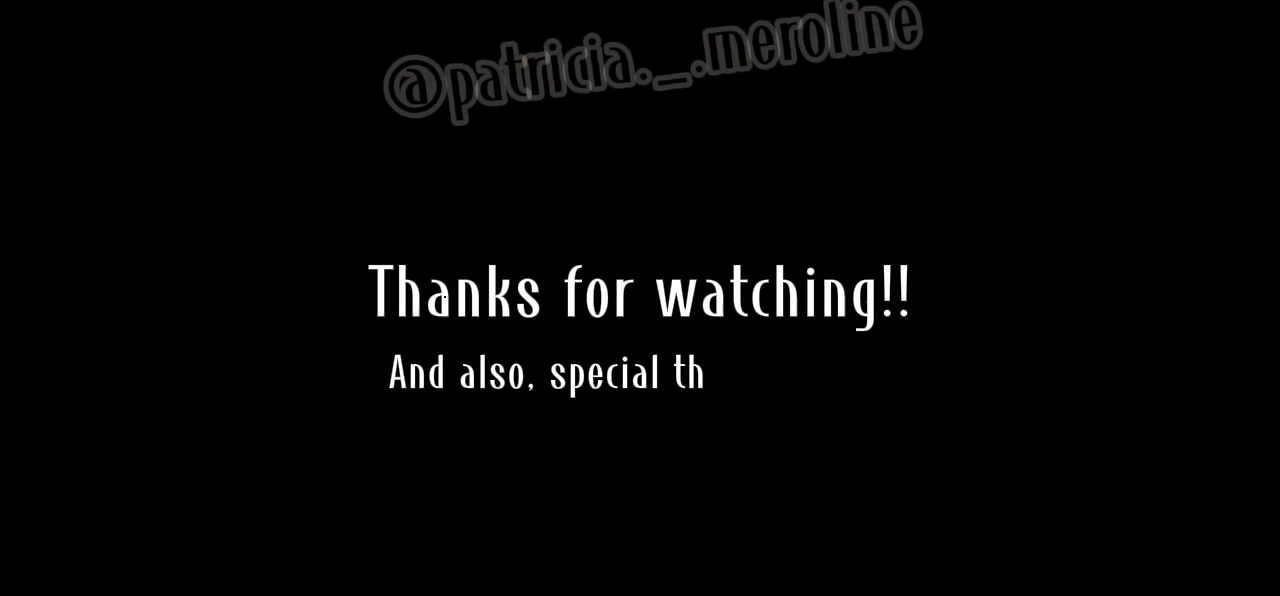 @patricia._.meroline
Thanks for watching!!
And also, special th